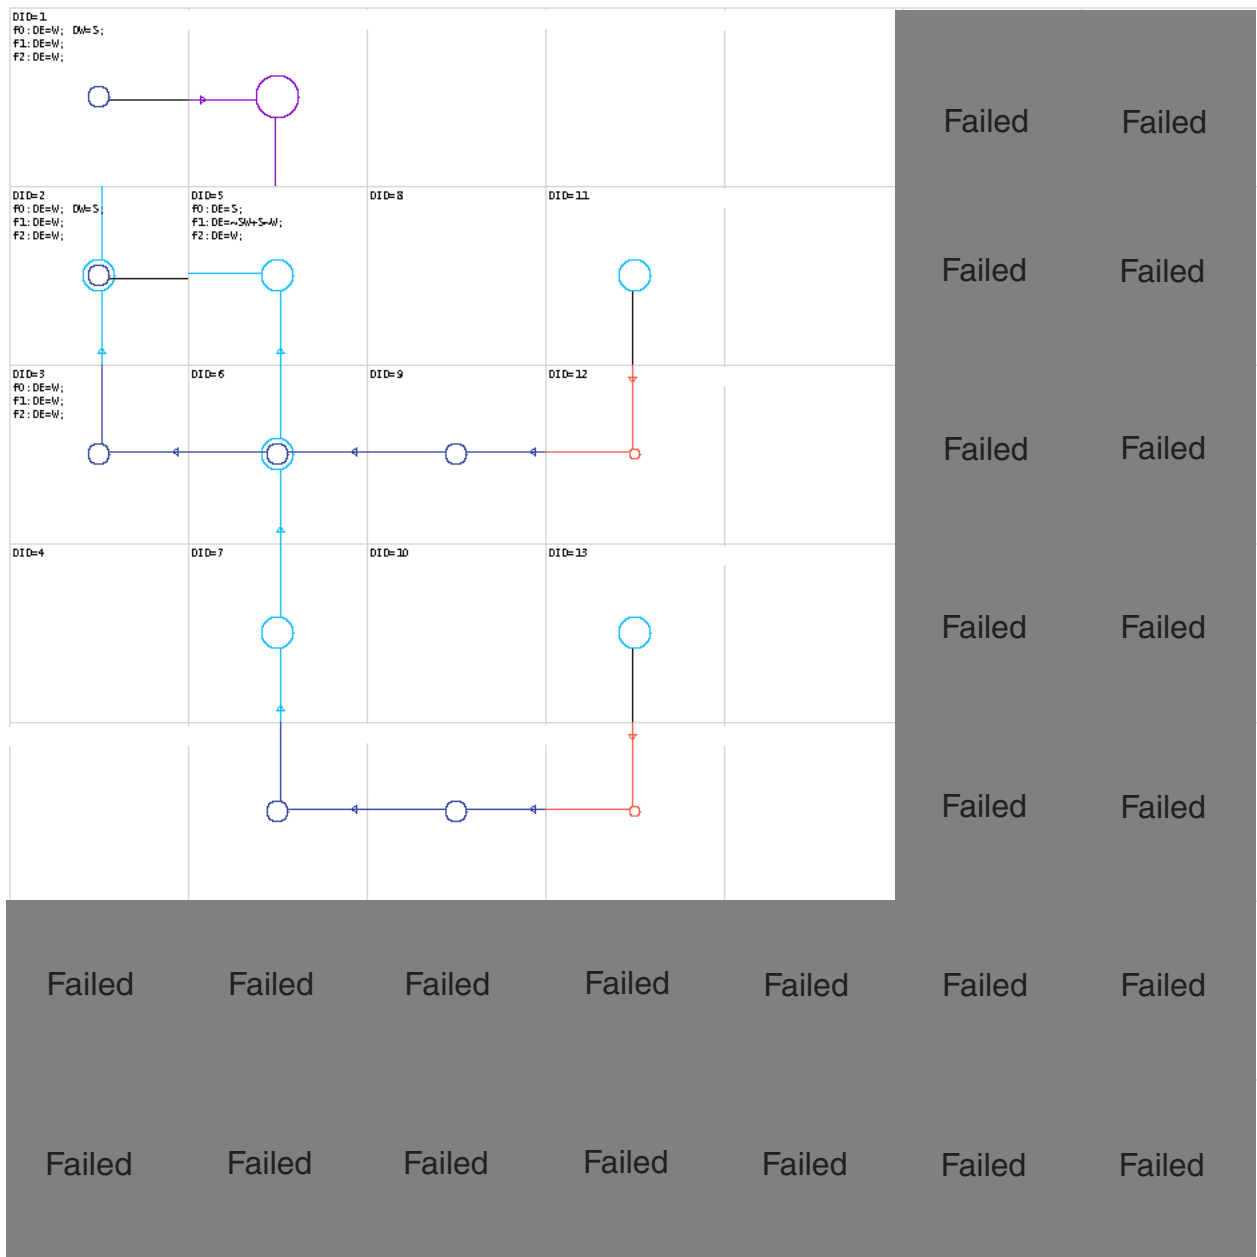 DID=1
f0:DE=W; DW=S;
f1:DE=W;
f2:DE=W;
Failed Failed
DID=2 DID=5 DID=8 DID=11
f0:DE=W; DW=S; f0:DE=S;
f1:DE=W; f1:DE=~SW+S~W;
f2:DE=W; f2:DE=W;
Failed Failed
DID=3 DID=6 DID=9 DID=12
f0:DE=W;
f1:DE=W;
f2:DE=W;
Failed Failed
DID=4 DID=7 DID=10 DID=13
Failed Failed
Failed Failed
Failed Failed Failed Failed Failed Failed Failed
Failed Failed Failed Failed Failed Failed Failed